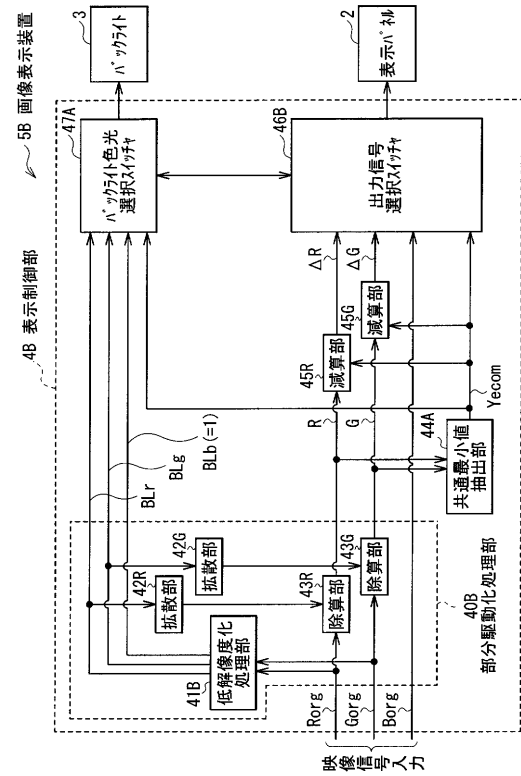 5B 画像表示装置
4B 表示制御部
3
バックライト
47A
バックライト色光
選択スイッチャ
2
表示パネル
46B
出力信号
選択スイッチャ
BLr
BLg
BLb(=1)
ΔR
ΔG
45R
減算部
45G
減算部
R
G
44A
共通最小値
抽出部
Yecom
42R
拡散部
42G
拡散部
43R
除算部
43G
除算部
41B
低解像度化
処理部
40B
部分駆動化処理部
Rorg
Gorg
Borg
映像信号入力